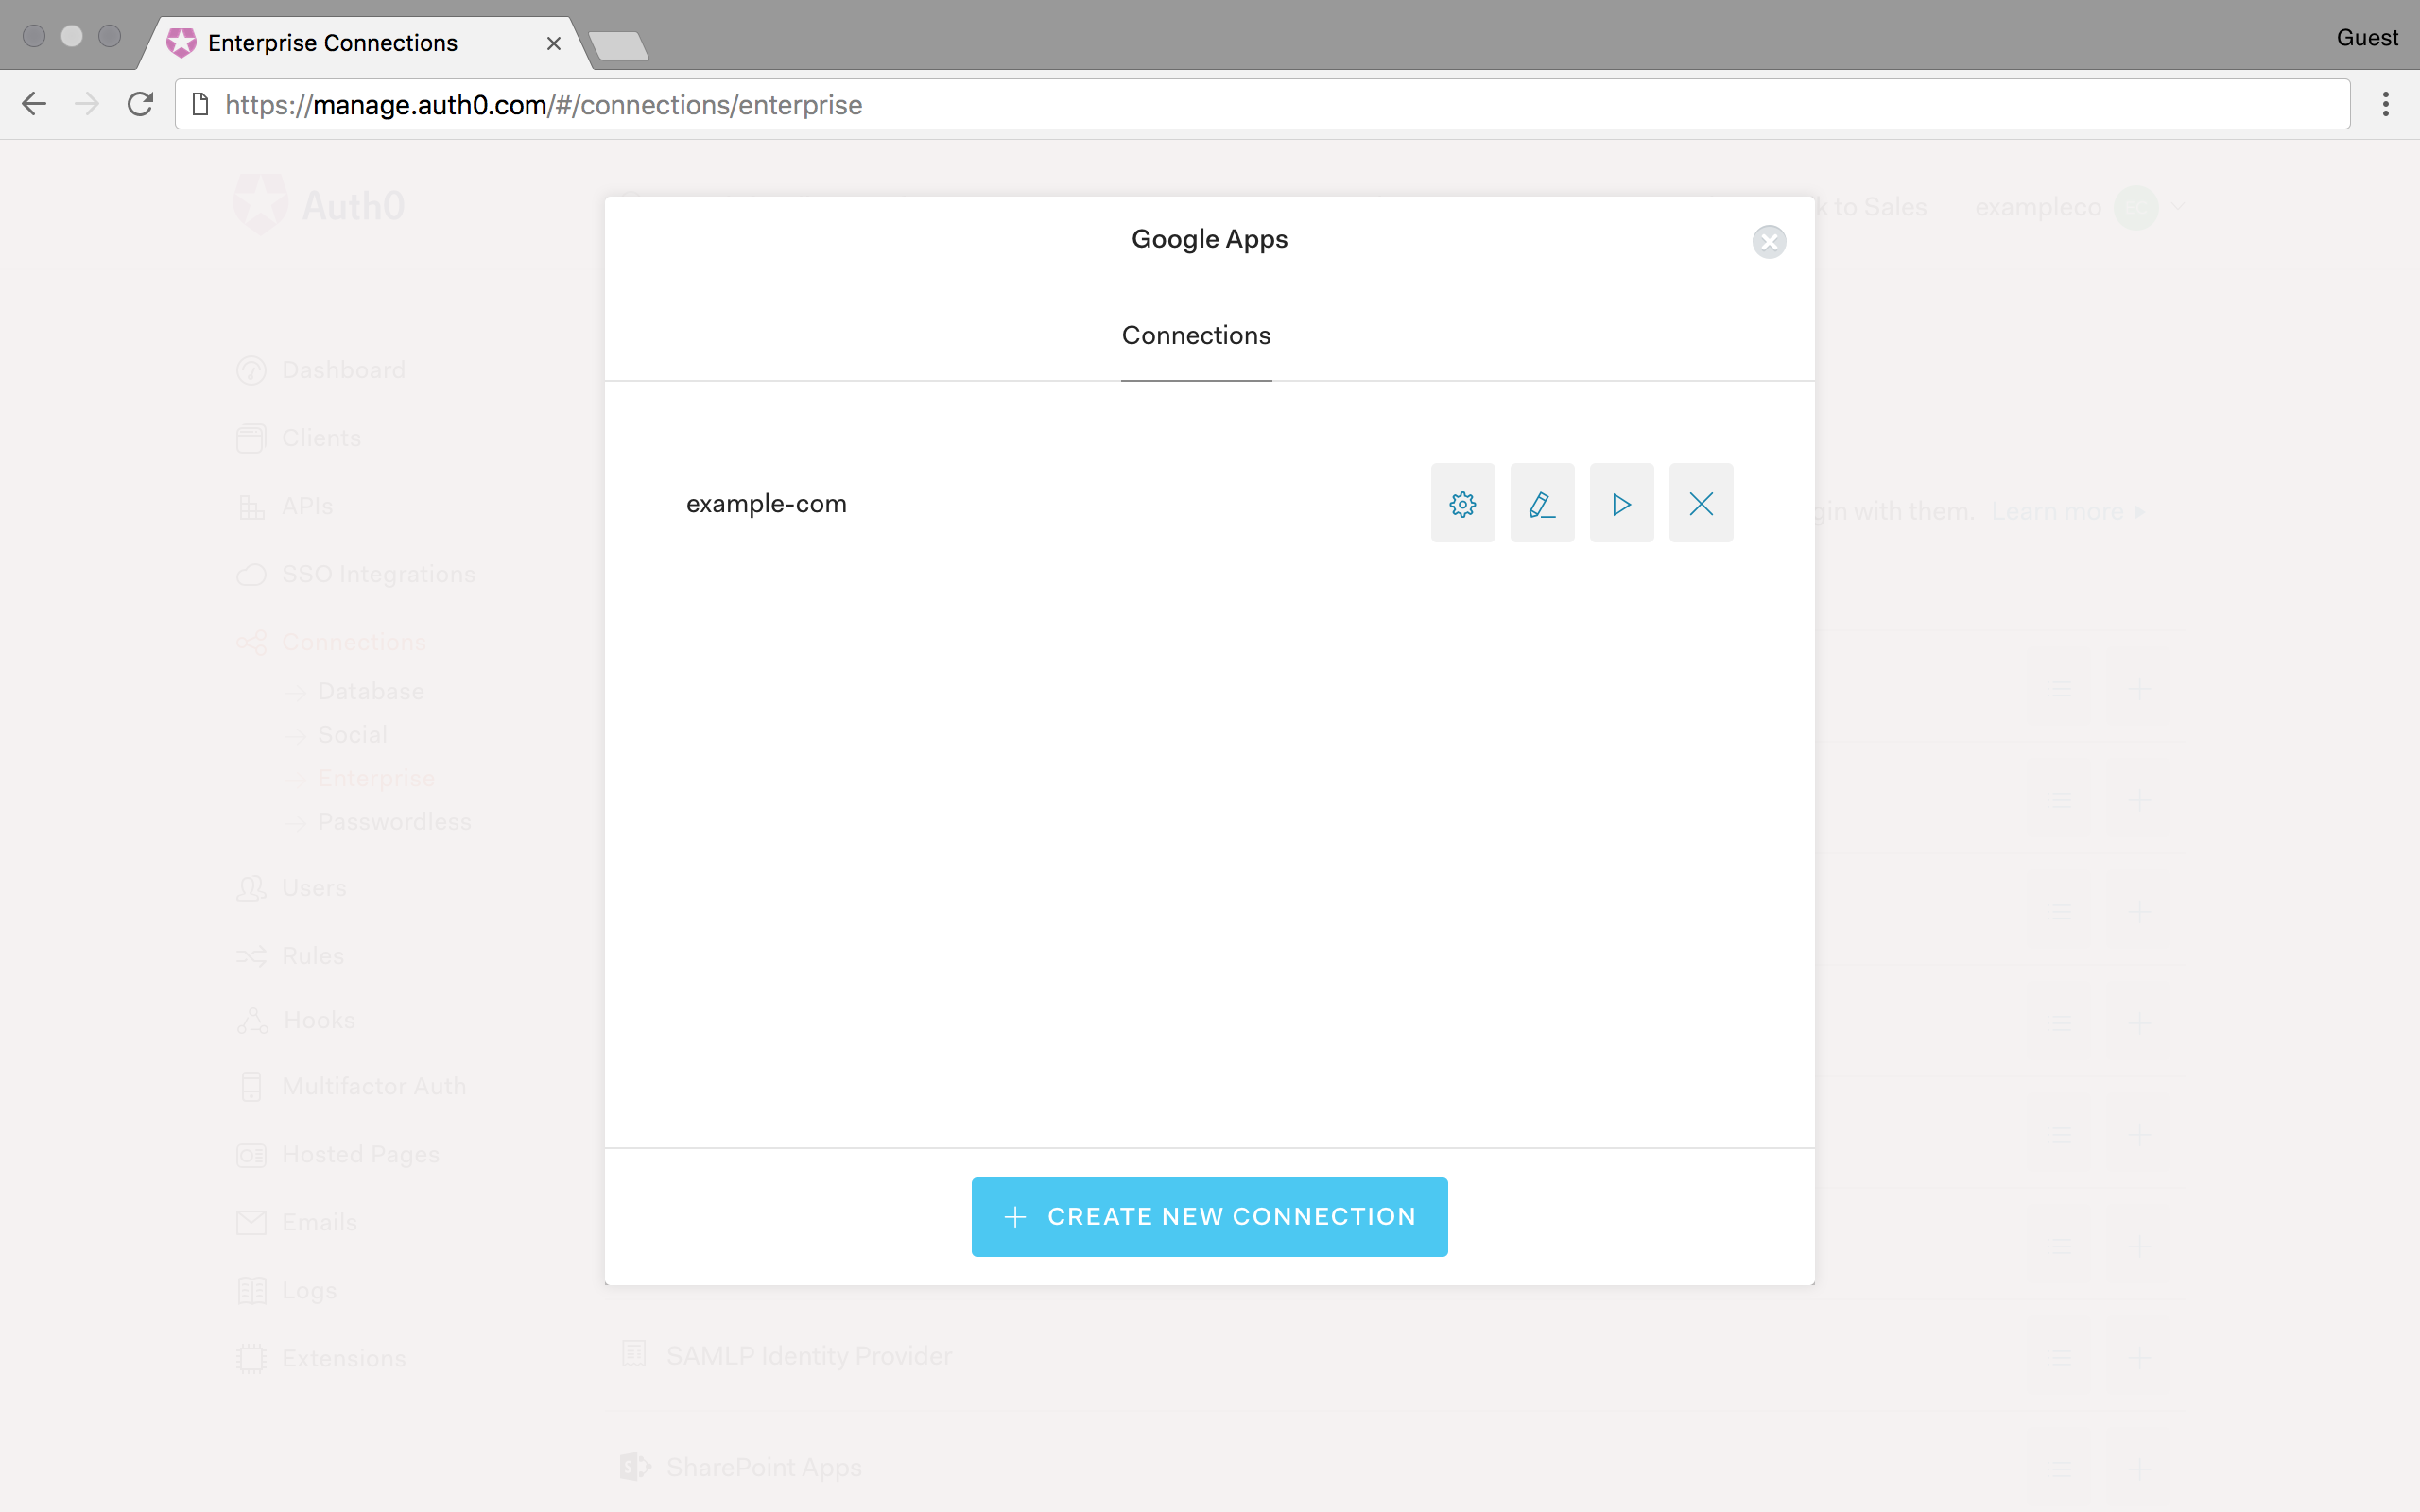 Enterprise Connections
Guest
https://manage.auth0.com/#/connections/enterprise
Auth0
k to Sales
exampleco
Google Apps
Connections
Dashboard
Clients
APIs
SSO Integrations
Connections
Database
Social
Enterprise
Passwordless
Users
Rules
Hooks
Multifactor Auth
Hosted Pages
Emails
Logs
Extensions
example-com
gin with them. Learn more
CREATE NEW CONNECTION
SAMLP Identity Provider
SharePoint Apps